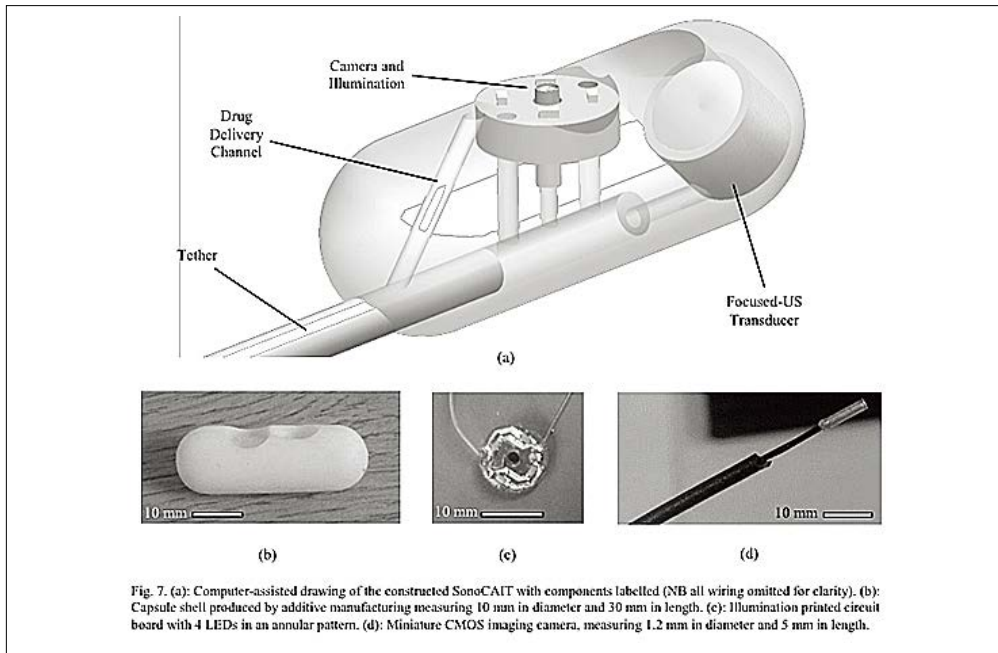 Camera and
Illumination
Drug
Delivery
Channel
Tether
Focused-US
Transducer
(a)
10 mm
10 mm
10 mm
(b)
(c)
(d)
Fig. 7. (a): Computer-assisted drawing of the constructed SonoCAIT with components labelled (NB all wiring omitted for clarity). (b):
Capsule shell produced by additive manufacturing measuring 10 mm in diameter and 30 mm in length. (c): Illumination printed circuit
board with 4 LEDs in an annular pattern. (d): Miniature CMOS imaging camera, measuring 1.2 mm in diameter and 5 mm in length.